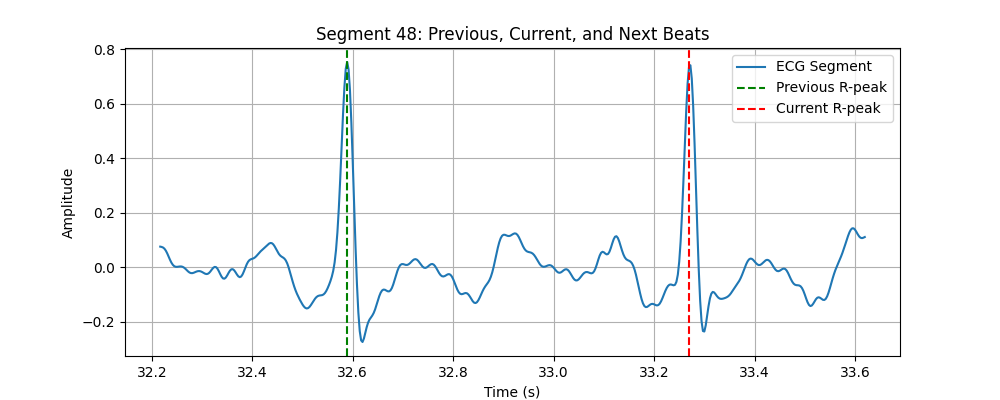 Segment 48: Previous, Current, and Next Beats
ECG Segment
Previous R-peak
Current R-peak
Amplitude
0.8
0.6
0.4
0.2
0.0
−0.2
32.2 32.4 32.6 32.8 33.0 33.2 33.4 33.6
Time (s)